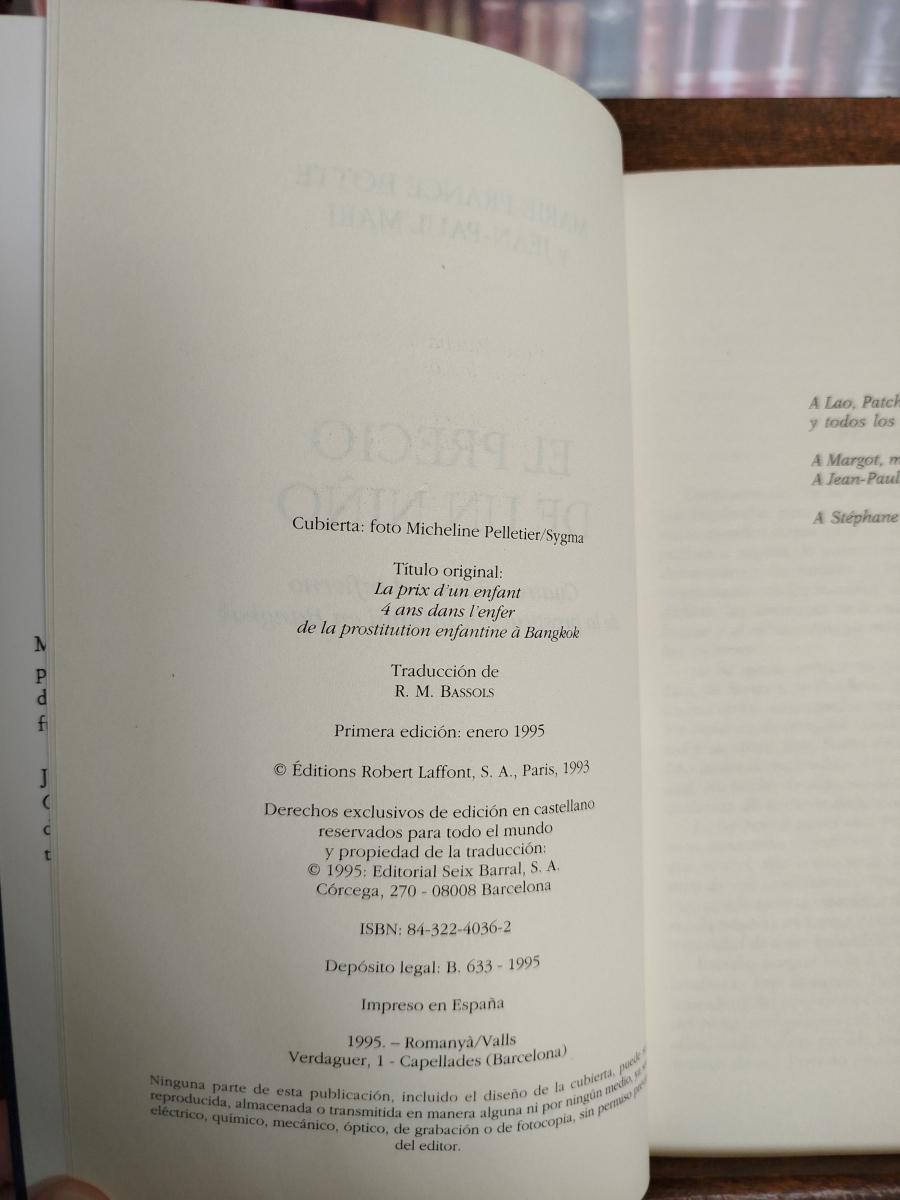 Cubierta: foto Micheline Pelletier/Sygma
Título original:
La prix d'un enfant
4 ans dans l'enfer
de la prostitution enfantine à Bangkok
Traducción de
R. M. BASSOLS
Primera edición: enero 1995
© Éditions Robert Laffont, S. A., Paris, 1993
Derechos exclusivos de edición en castellano
reservados para todo el mundo
y propiedad de la traducción:
© 1995: Editorial Seix Barral, S. A.
Córcega, 270 - 08008 Barcelona
ISBN: 84-322-4036-2
Depósito legal: B. 633 - 1995
Impreso en España
1995. – Romanyà/Valls
Verdaguer, 1 - Capellades (Barcelona)
Ninguna parte de esta publicación, incluido el diseño de la cubierta, puede
reproducida, almacenada o transmitida en manera alguna ni por ningún medio,
eléctrico, químico, mecánico, óptico, de grabación o de fotocopia, sin permiso
del editor.
A Lao, Patch
y todos los
A Margot, m
A Jean-Paul
A Stéphane